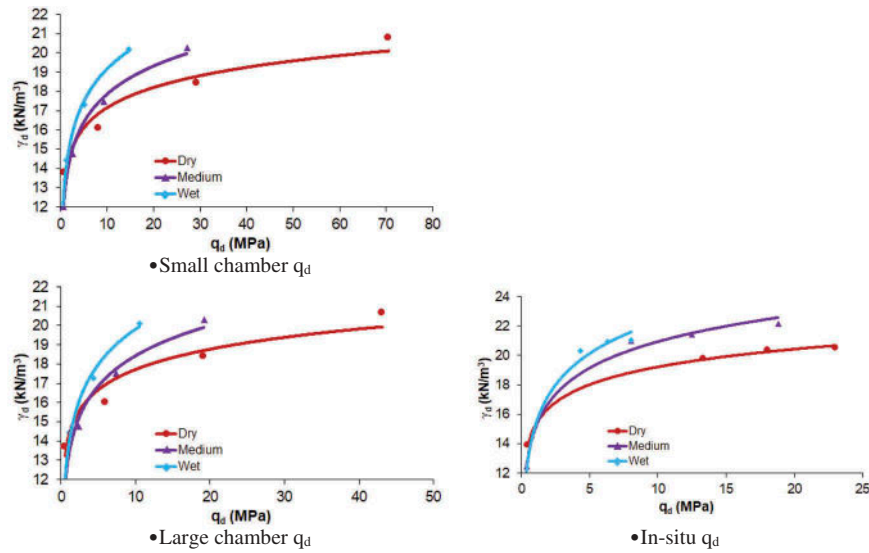 22
21
20
19
18
17
16
15
14
13
12
γd (kN/m³)
Dry
Medium
Wet
0 10 20 30 40 50 60 70 80
qd (MPa)
•Small chamber qd
22
21
20
19
18
17
16
15
14
13
12
γd (kN/m³)
Dry
Medium
Wet
0 10 20 30 40 50
qd (MPa)
•Large chamber qd
24
22
20
18
16
14
12
γd (kN/m³)
Dry
Medium
Wet
0 5 10 15 20 25
qd (MPa)
•In-situ qd